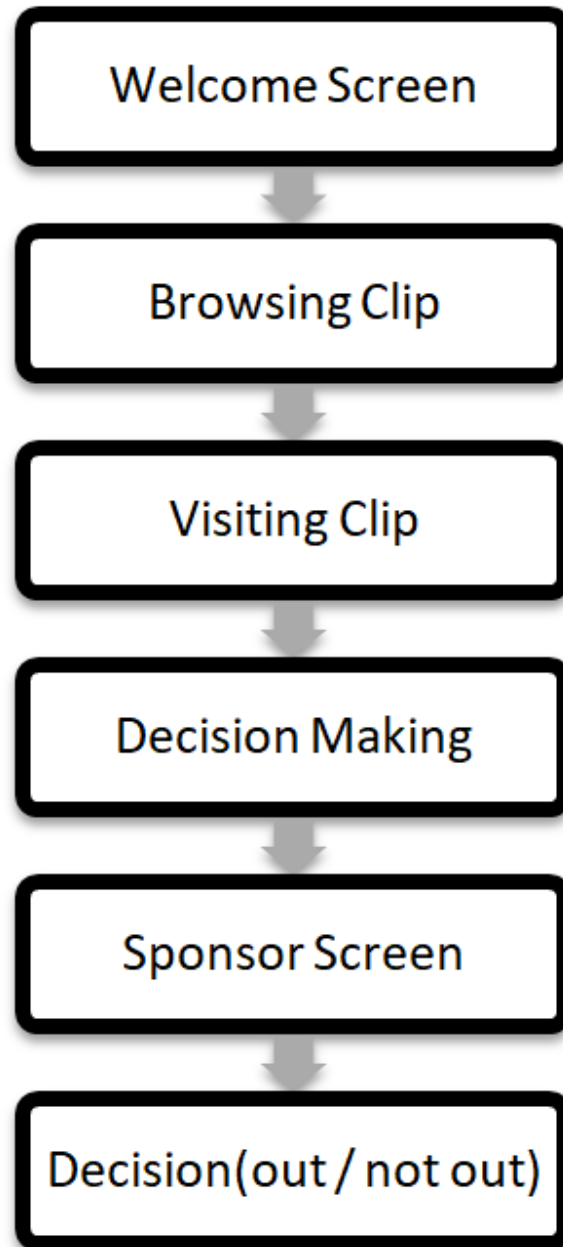 Welcome Screen
Browsing Clip
Visiting Clip
Decision Making
Sponsor Screen
Decision(out / not out)